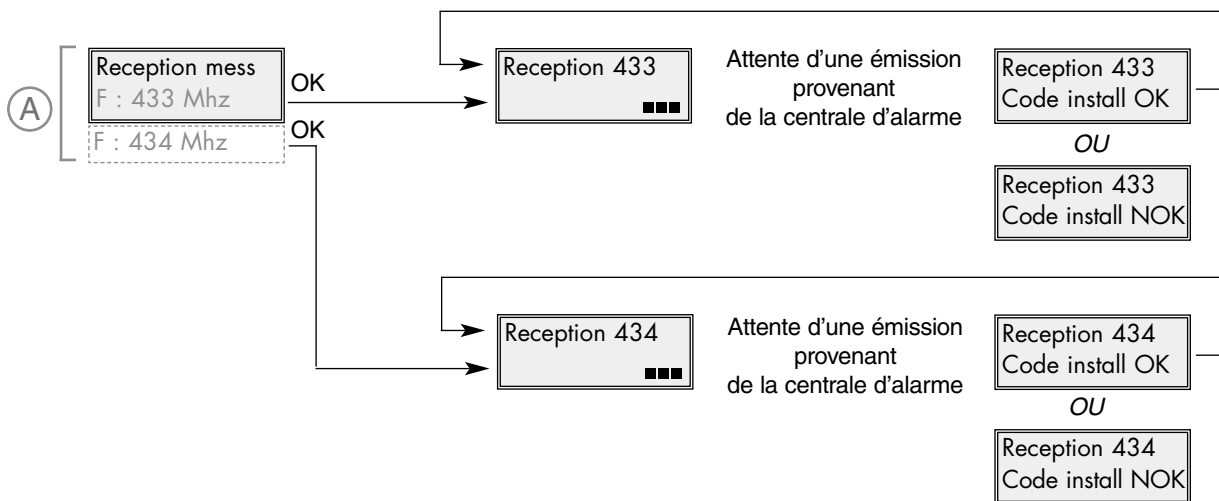 A
Reception mess
F : 433 Mhz
F : 434 Mhz
OK
OK
Reception 433
Attente d'une émission
provenant
de la centrale d'alarme
Reception 433
Code install OK
OU
Reception 433
Code install NOK
Reception 434
Attente d'une émission
provenant
de la centrale d'alarme
Reception 434
Code install OK
OU
Reception 434
Code install NOK